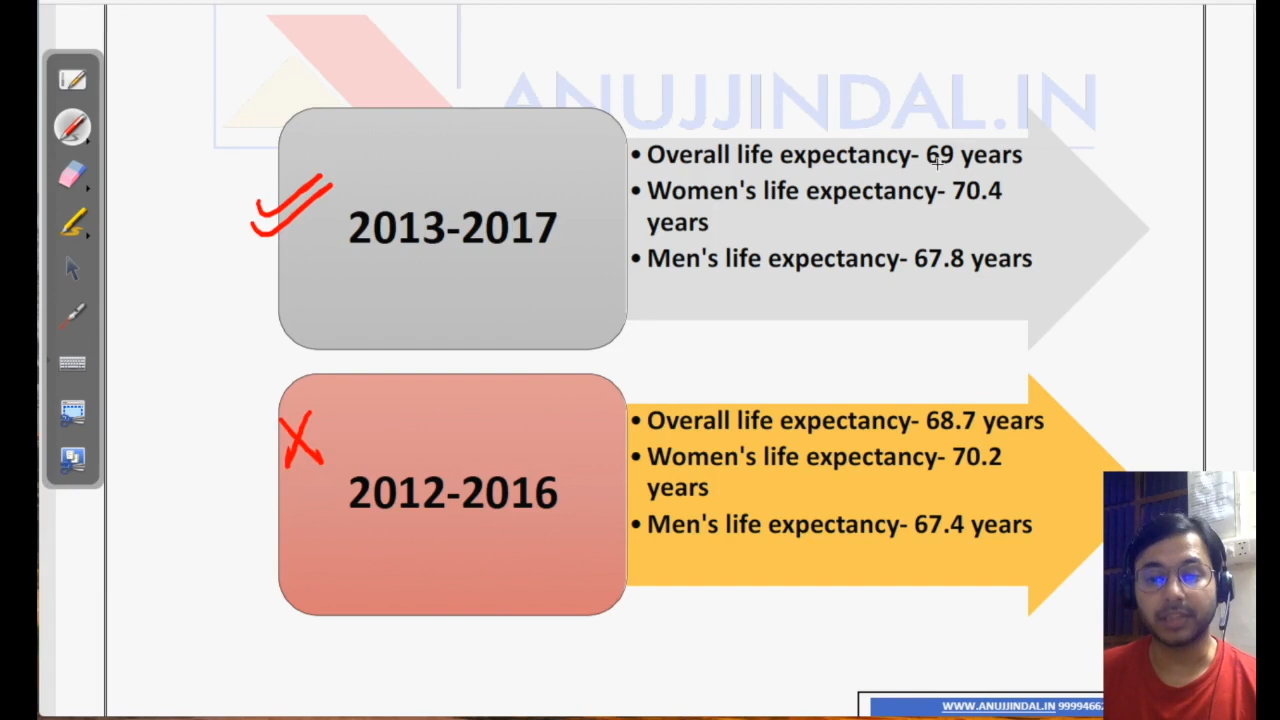 ANUJJINDAL.IN
2013-2017
• Overall life expectancy- 69 years
• Women's life expectancy- 70.4
years
• Men's life expectancy- 67.8 years
2012-2016
• Overall life expectancy- 68.7 years
• Women's life expectancy- 70.2
years
• Men's life expectancy- 67.4 years
WWW.ANUJJINDAL.IN 9999466